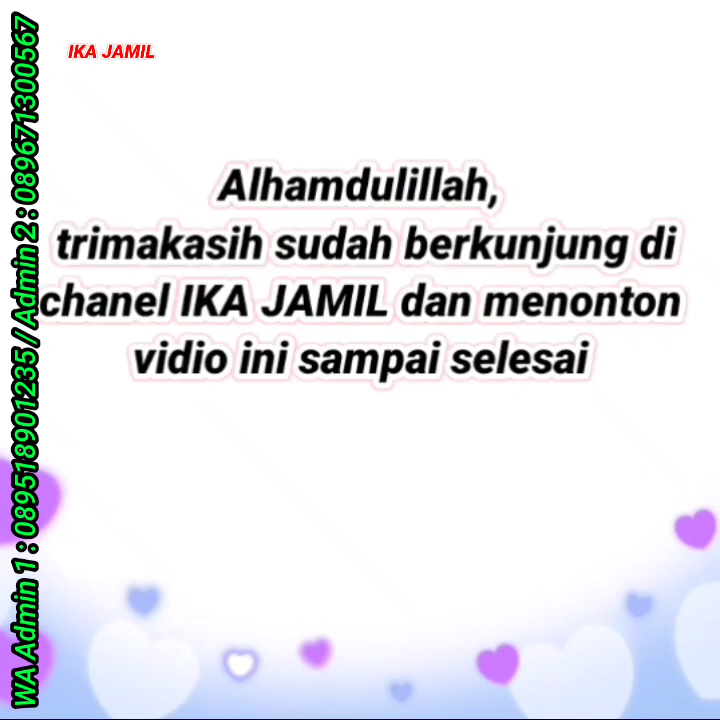 IKA JAMIL
Alhamdulillah,
trimakasih sudah berkunjung di
chanel IKA JAMIL dan menonton
vidio ini sampai selesai
WA Admin 1 : 089518901235 / Admin 2 : 089671300567